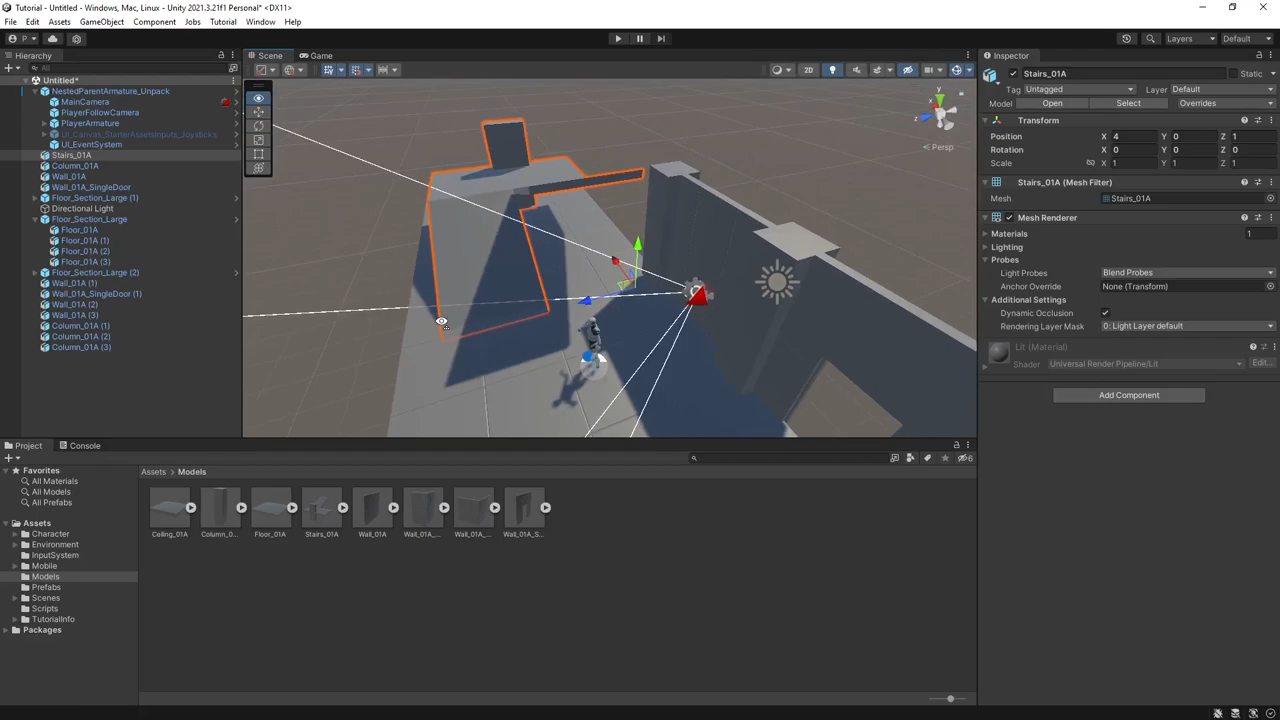 Tutorial - Untitled - Windows, Mac, Linux - Unity 2021.3.21f1 Personal* <DX11>
File Edit Assets GameObject Component Jobs Tutorial Window Help
P
Layers Default
Hierarchy
All
Untitled*
NestedParentArmature_Unpack
MainCamera
PlayerFollowCamera
PlayerArmature
UI_Canvas_StarterAssetsInputs_Joysticks
UI_EventSystem
Stairs_01A
Column_01A
Wall_01A
Wall_01A_SingleDoor
Floor_Section_Large (1)
Directional Light
Floor_Section_Large
Floor_01A
Floor_01A (1)
Floor_01A (2)
Floor_01A (3)
Floor_Section_Large (2)
Wall_01A (1)
Wall_01A_SingleDoor (1)
Wall_01A (2)
Wall_01A (3)
Column_01A (1)
Column_01A (2)
Column_01A (3)
Scene Game
2D
y
x
z
Persp
Inspector
Stairs_01A Static
Tag Untagged Layer Default
Model Open Select Overrides
Transform
Position X 4 Y 0 Z 1
Rotation X 0 Y 0 Z 0
Scale X 1 Y 1 Z 1
Stairs_01A (Mesh Filter)
Mesh Stairs_01A
Mesh Renderer
Materials 1
Lighting
Probes
Light Probes Blend Probes
Anchor Override None (Transform)
Additional Settings
Dynamic Occlusion
Rendering Layer Mask 0: Light Layer default
Lit (Material)
Shader Universal Render Pipeline/Lit Edit...
Add Component
Project Console
6
Favorites
All Materials
All Models
All Prefabs
Assets
Character
Environment
InputSystem
Mobile
Models
Prefabs
Scenes
Scripts
TutorialInfo
Packages
Assets > Models
Ceiling_01A Column_0... Floor_01A Stairs_01A Wall_01A Wall_01A_... Wall_01A_... Wall_01A_S...